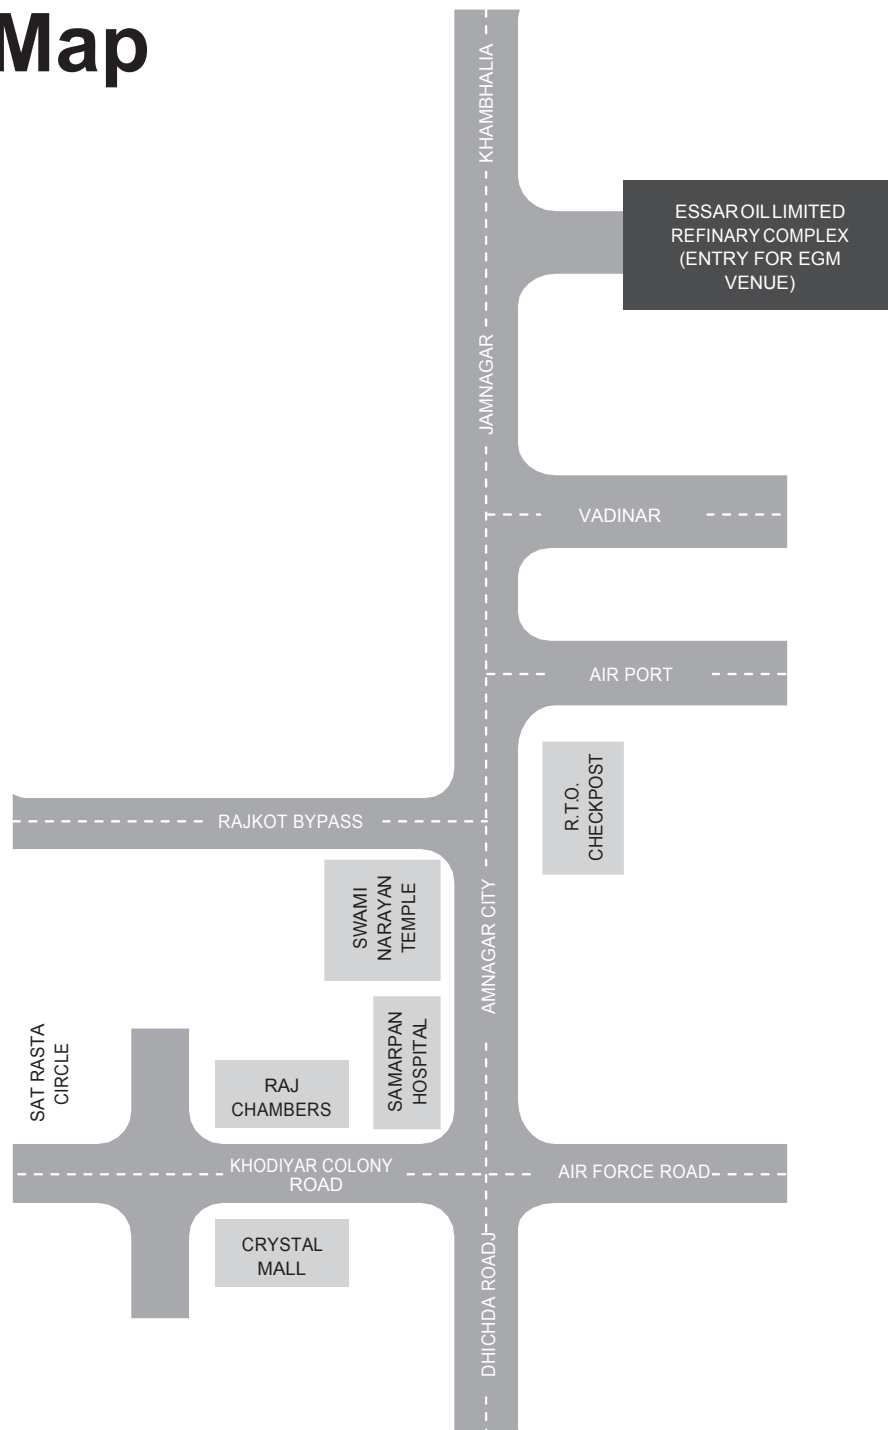 Map
KHAMBHALIA
ESSAR OIL LIMITED
REFINARY COMPLEX
(ENTRY FOR EGM
VENUE)
JAMNAGAR
VADINAR
AIR PORT
R.T.O.
CHECKPOST
RAJKOT BYPASS
SWAMI
NARAYAN
TEMPLE
AMNAGAR CITY
SAMARPAN
HOSPITAL
SAT RASTA
CIRCLE
RAJ
CHAMBERS
KHODIYAR COLONY
ROAD
AIR FORCE ROAD
CRYSTAL
MALL
DHICHDA ROADJ